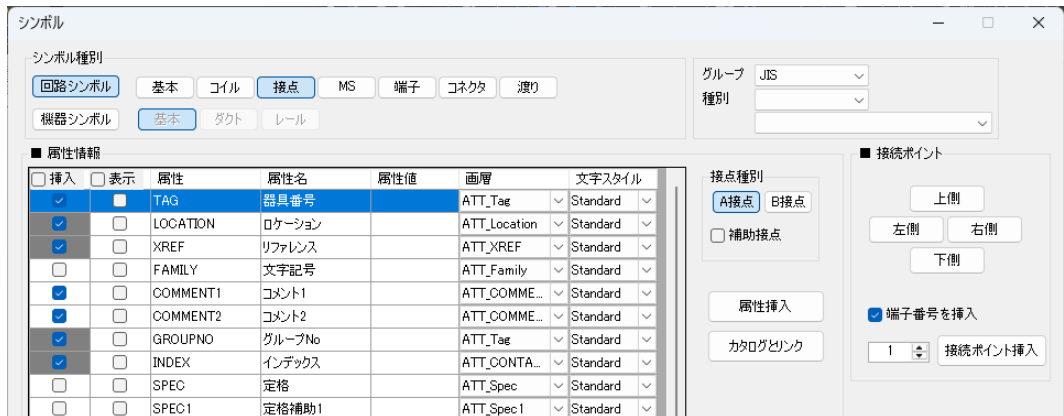 シンボル
シンボル種別
回路シンボル 基本 コイル 接点 MS 端子 コネクタ 渡り
機器シンボル 基本 ダクト レール
グループ JIS
種別
■ 属性情報
挿入 表示 属性 属性名 属性値 画層 文字スタイル
TAG 器具番号 ATT_Tag Standard
LOCATION ロケーション ATT_Location Standard
XREF リファレンス ATT_XREF Standard
FAMILY 文字記号 ATT_Family Standard
COMMENT1 コメント1 ATT_COMME... Standard
COMMENT2 コメント2 ATT_COMME... Standard
GROUPNO グループNo ATT_Tag Standard
INDEX インデックス ATT_CONTA... Standard
SPEC 定格 ATT_Spec Standard
SPEC1 定格補助1 ATT_Spec1 Standard
接点種別
A接点 B接点
補助接点
属性挿入
カタログとリンク
■ 接続ポイント
上側
左側 右側
下側
端子番号を挿入
1 接続ポイント挿入